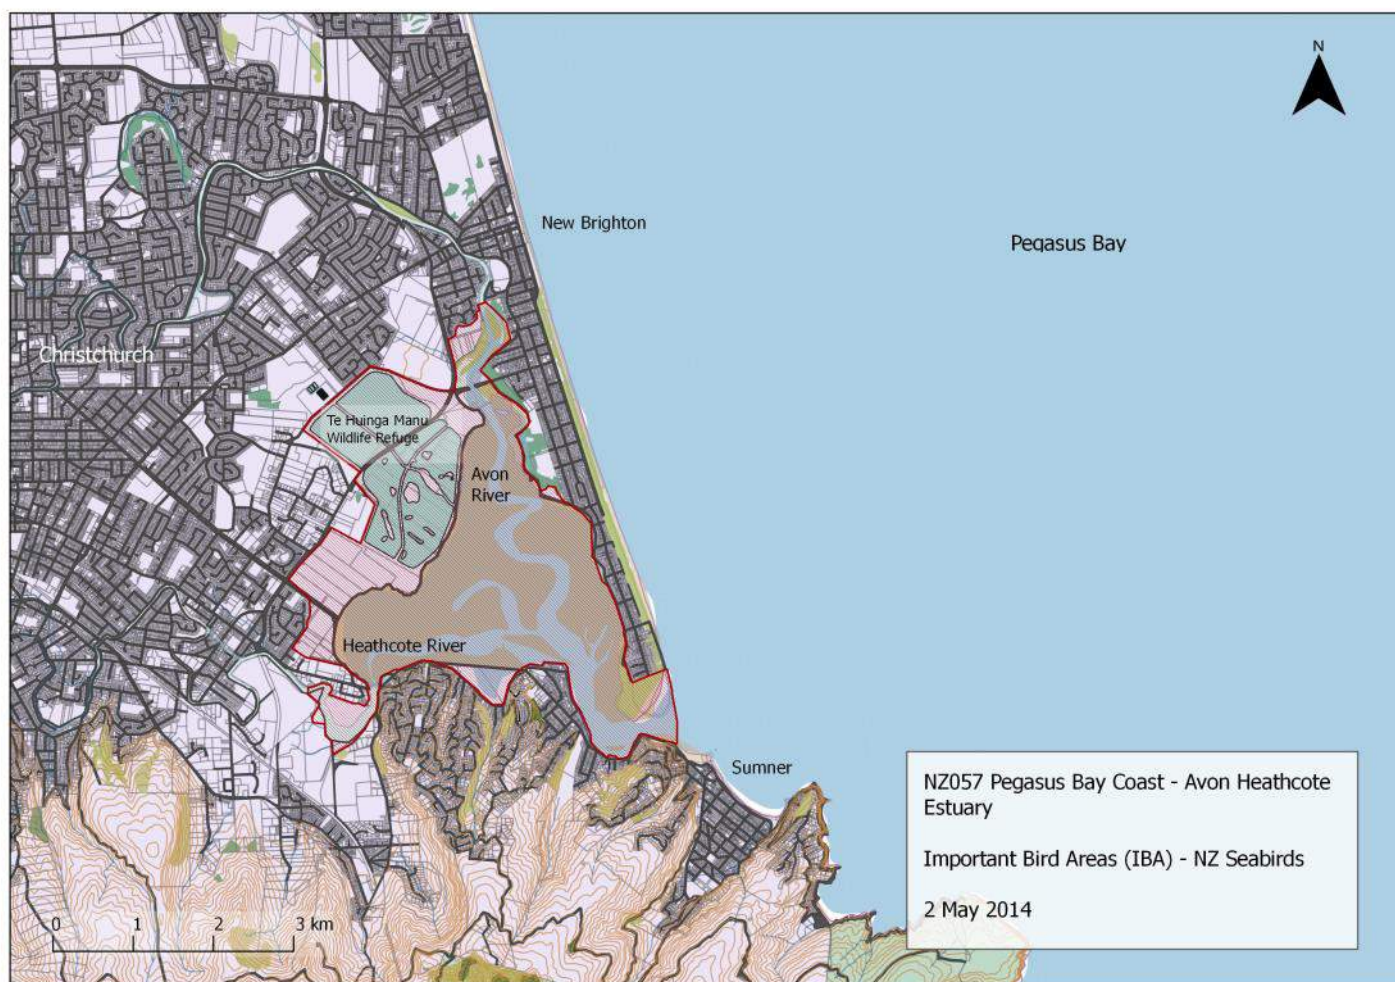 N
New Brighton
Pegasus Bay
Christchurch
Te Huinga Manu
Wildlife Refuge
Avon
River
Heathcote River
Sumner
NZ057 Pegasus Bay Coast - Avon Heathcote
Estuary
Important Bird Areas (IBA) - NZ Seabirds
2 May 2014
0 1 2 3 km